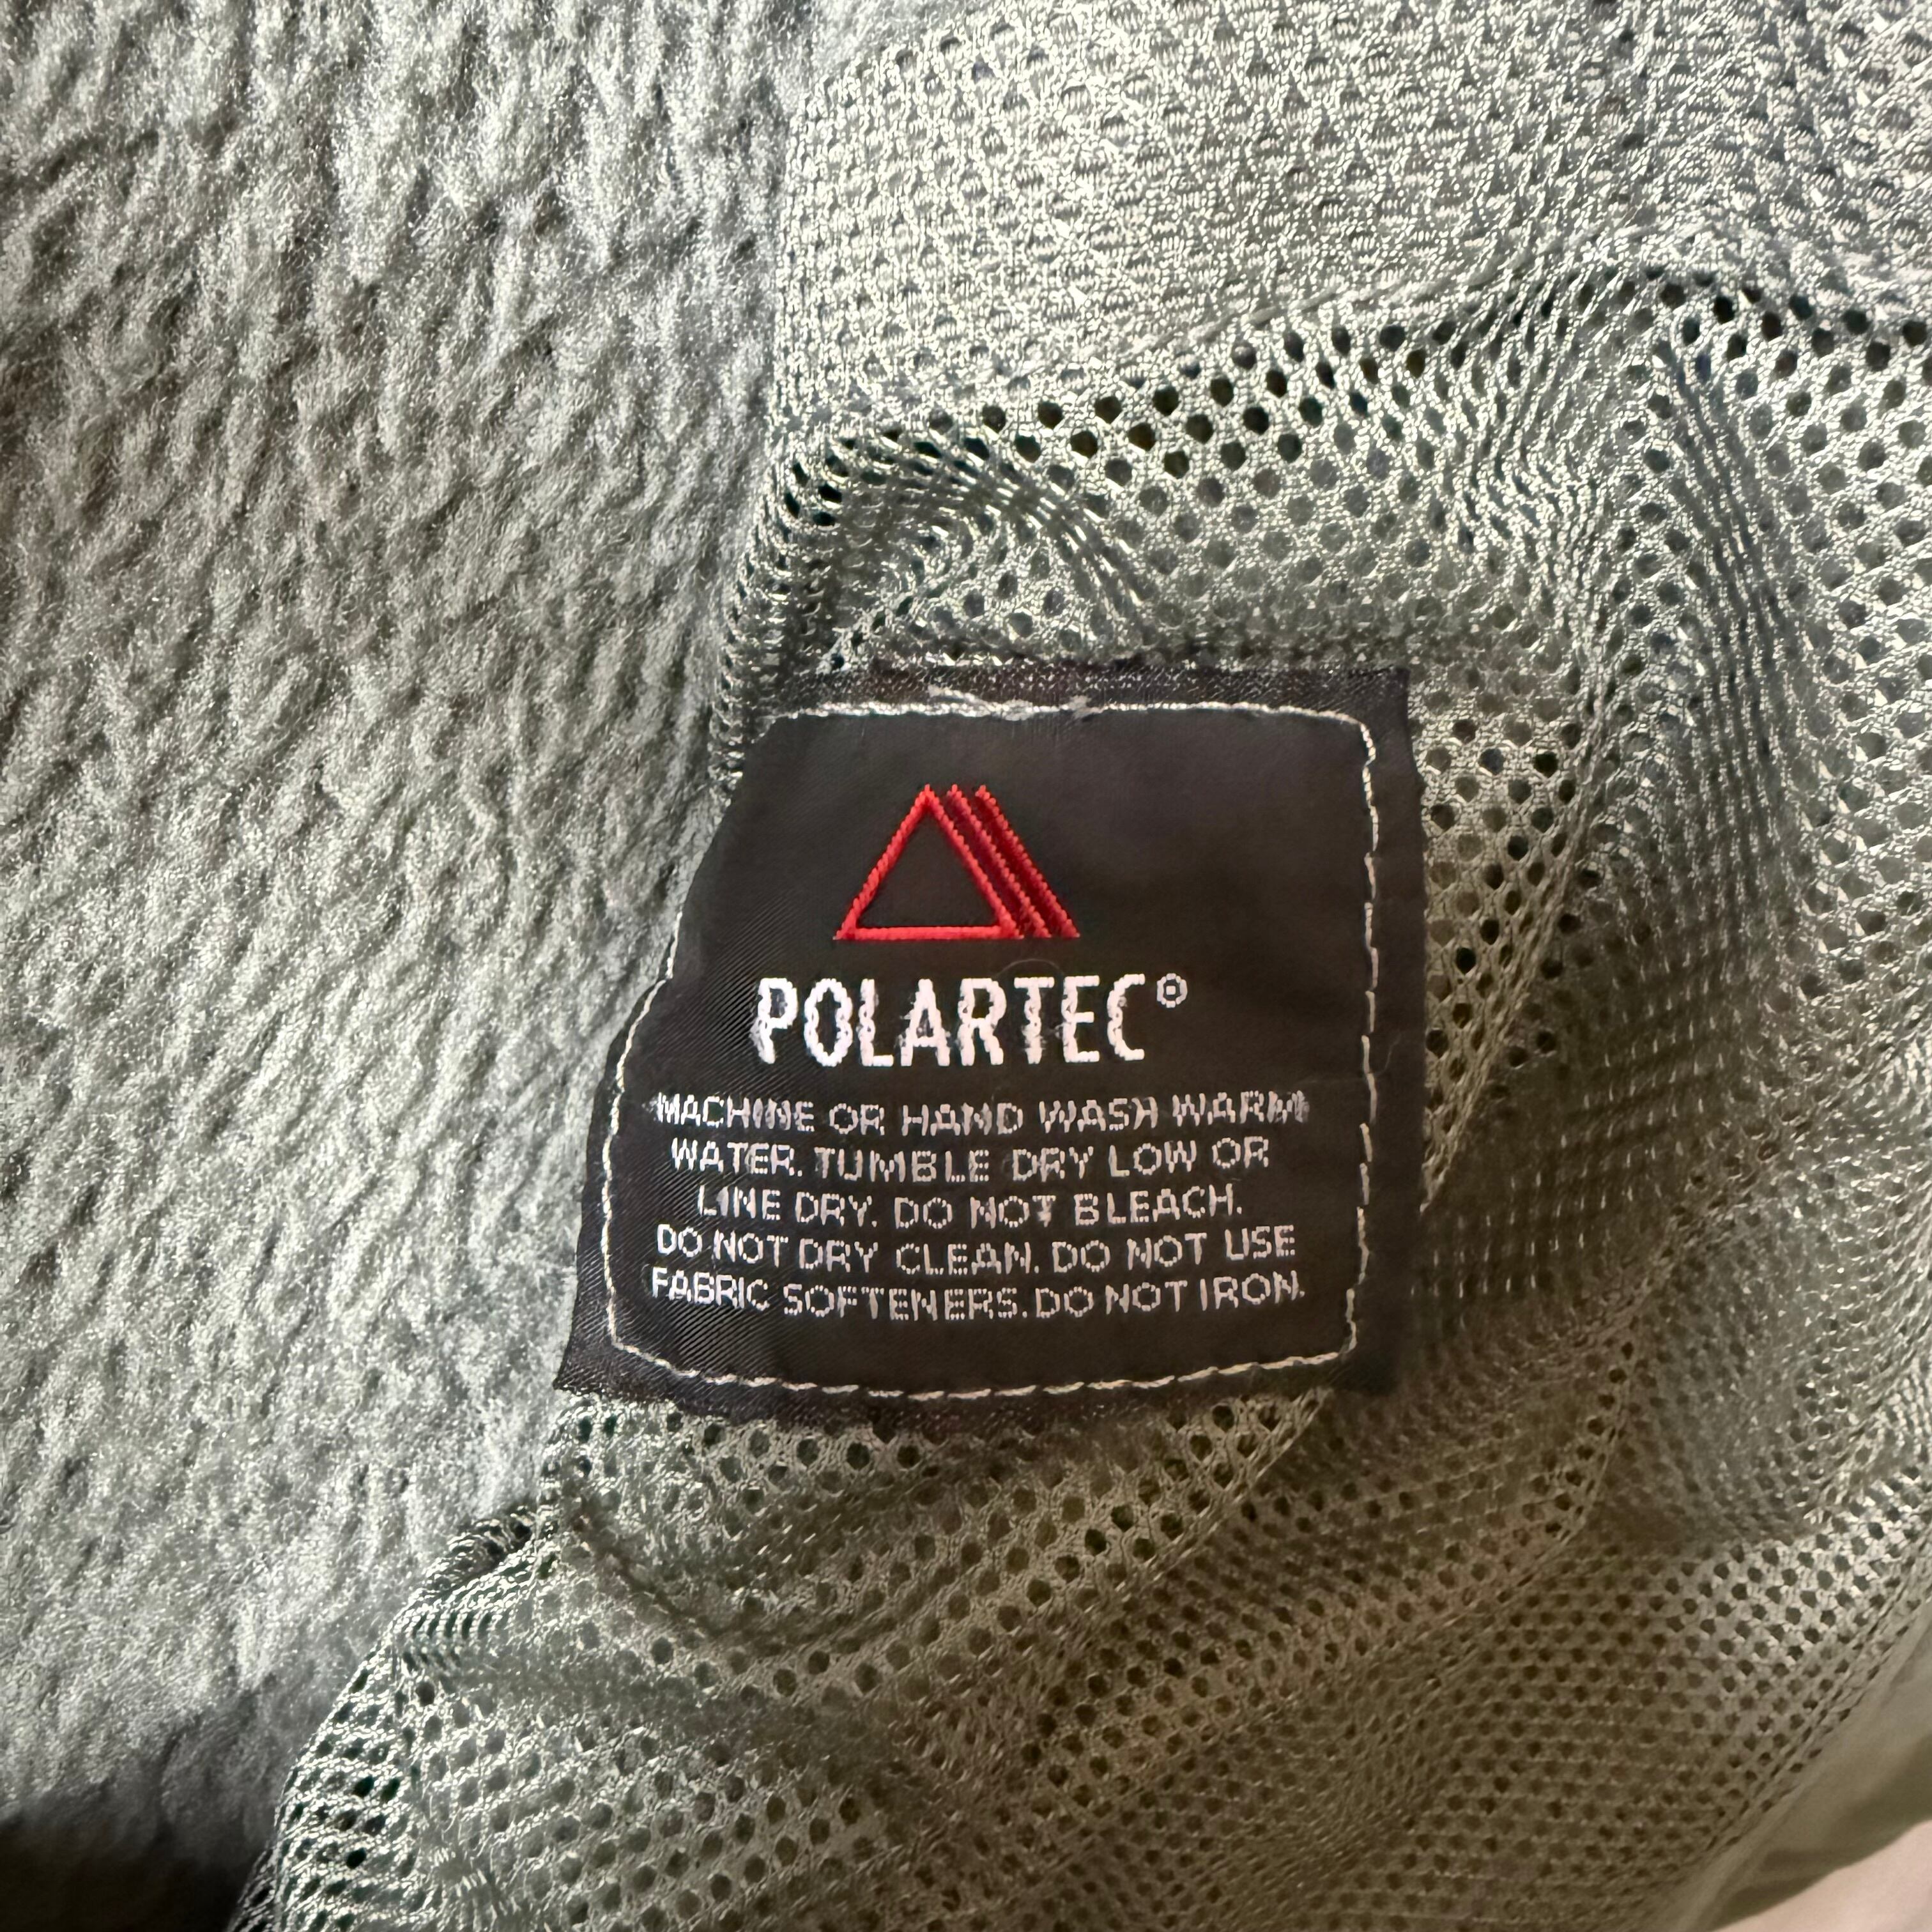 POLARTEC®
MACHINE OR HAND WASH WARM
WATER. TUMBLE DRY LOW OR
LINE DRY. DO NOT BLEACH.
DO NOT DRY CLEAN. DO NOT USE
FABRIC SOFTENERS. DO NOT IRON.